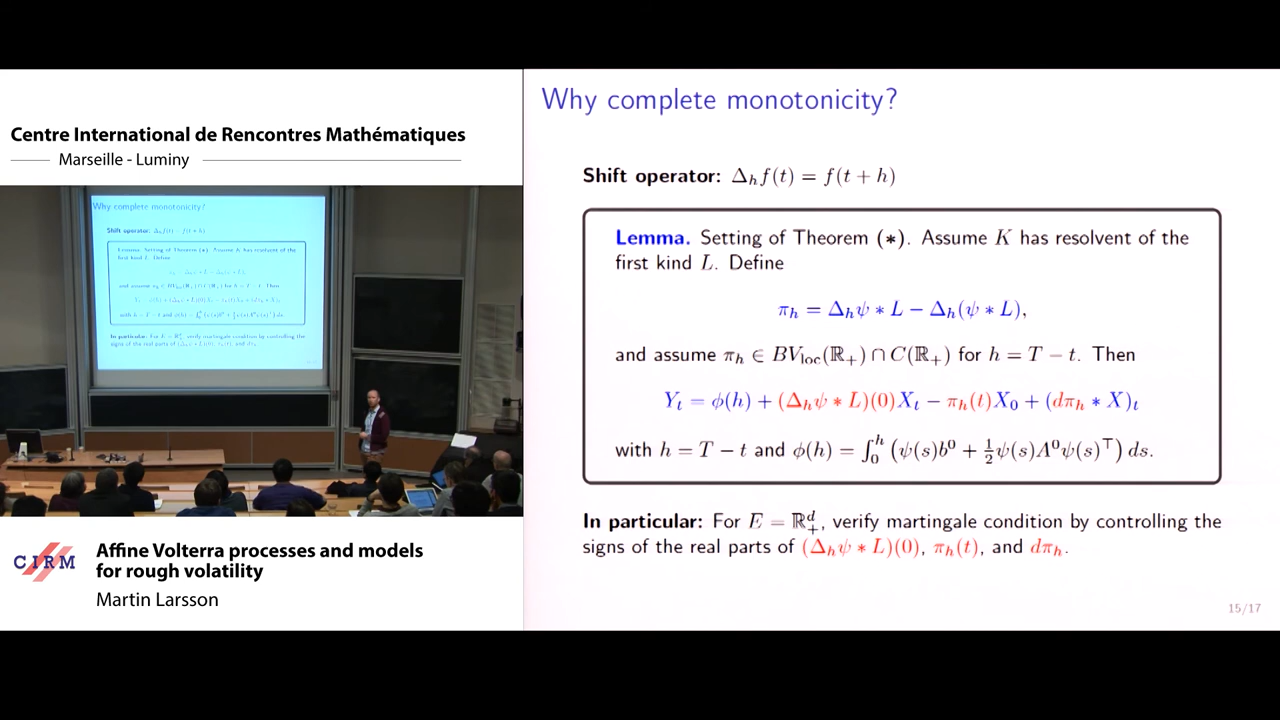 Centre International de Rencontres Mathématiques
Marseille - Luminy
Why complete monotonicity?
Shift operator: Δ_h f(t) = f(t + h)
Lemma. Setting of Theorem (∗). Assume K has resolvent of the
first kind L. Define
π_h = Δ_hψ ∗ L − Δ_h(ψ ∗ L),
and assume π_h ∈ BV_loc(ℝ_+) ∩ C(ℝ_+) for h = T − t. Then
Y_t = ϕ(h) + (Δ_hψ ∗ L)(0)X_t − π_h(t)X_0 + (dπ_h ∗ X)_t
with h = T − t and ϕ(h) = ∫_0^h (ψ(s)b^0 + ½ψ(s)A^0ψ(s)^⊤) ds.
In particular: For E = ℝ_+^d, verify martingale condition by controlling the
signs of the real parts of (Δ_hψ ∗ L)(0), π_h(t), and dπ_h.
15/17
CIRM
Affine Volterra processes and models
for rough volatility
Martin Larsson